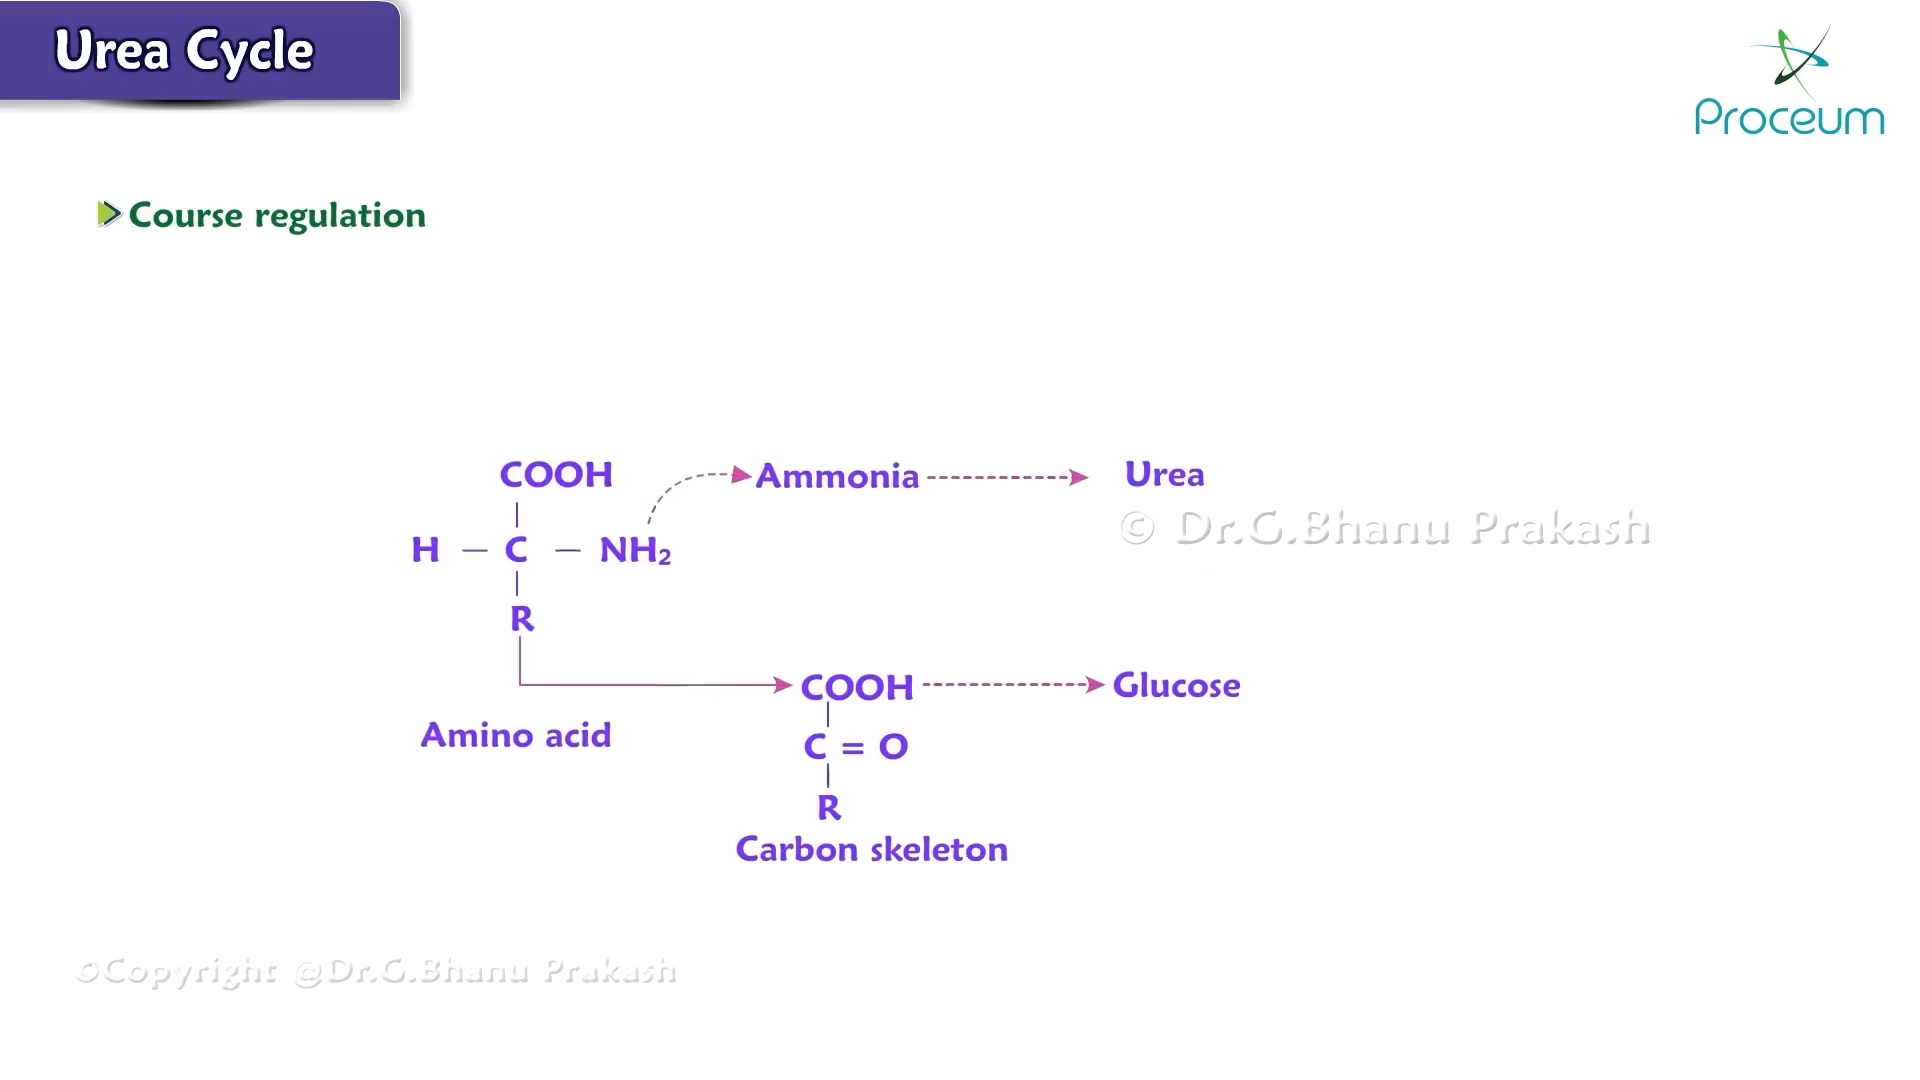 Urea Cycle
Proceum
Course regulation
COOH
Ammonia
Urea
© Dr.G.Bhanu Prakash
H — C — NH₂
R
COOH
Glucose
Amino acid
C = O
R
Carbon skeleton
©Copyright @Dr.G.Bhanu Prakash